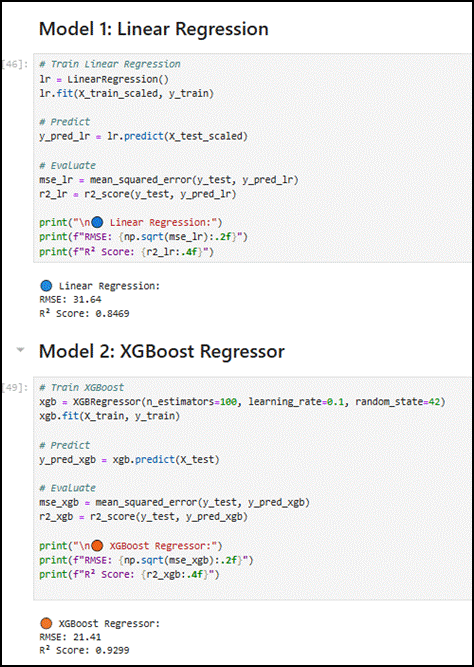 Model 1: Linear Regression
[46]:
# Train Linear Regression
lr = LinearRegression()
lr.fit(X_train_scaled, y_train)
# Predict
y_pred_lr = lr.predict(X_test_scaled)
# Evaluate
mse_lr = mean_squared_error(y_test, y_pred_lr)
r2_lr = r2_score(y_test, y_pred_lr)
print("\n🔵 Linear Regression:")
print(f"RMSE: {np.sqrt(mse_lr):.2f}")
print(f"R² Score: {r2_lr:.4f}")
🔵 Linear Regression:
RMSE: 31.64
R² Score: 0.8469
Model 2: XGBoost Regressor
[49]:
# Train XGBoost
xgb = XGBRegressor(n_estimators=100, learning_rate=0.1, random_state=42)
xgb.fit(X_train, y_train)
# Predict
y_pred_xgb = xgb.predict(X_test)
# Evaluate
mse_xgb = mean_squared_error(y_test, y_pred_xgb)
r2_xgb = r2_score(y_test, y_pred_xgb)
print("\n🟠 XGBoost Regressor:")
print(f"RMSE: {np.sqrt(mse_xgb):.2f}")
print(f"R² Score: {r2_xgb:.4f}")
🟠 XGBoost Regressor:
RMSE: 21.41
R² Score: 0.9299